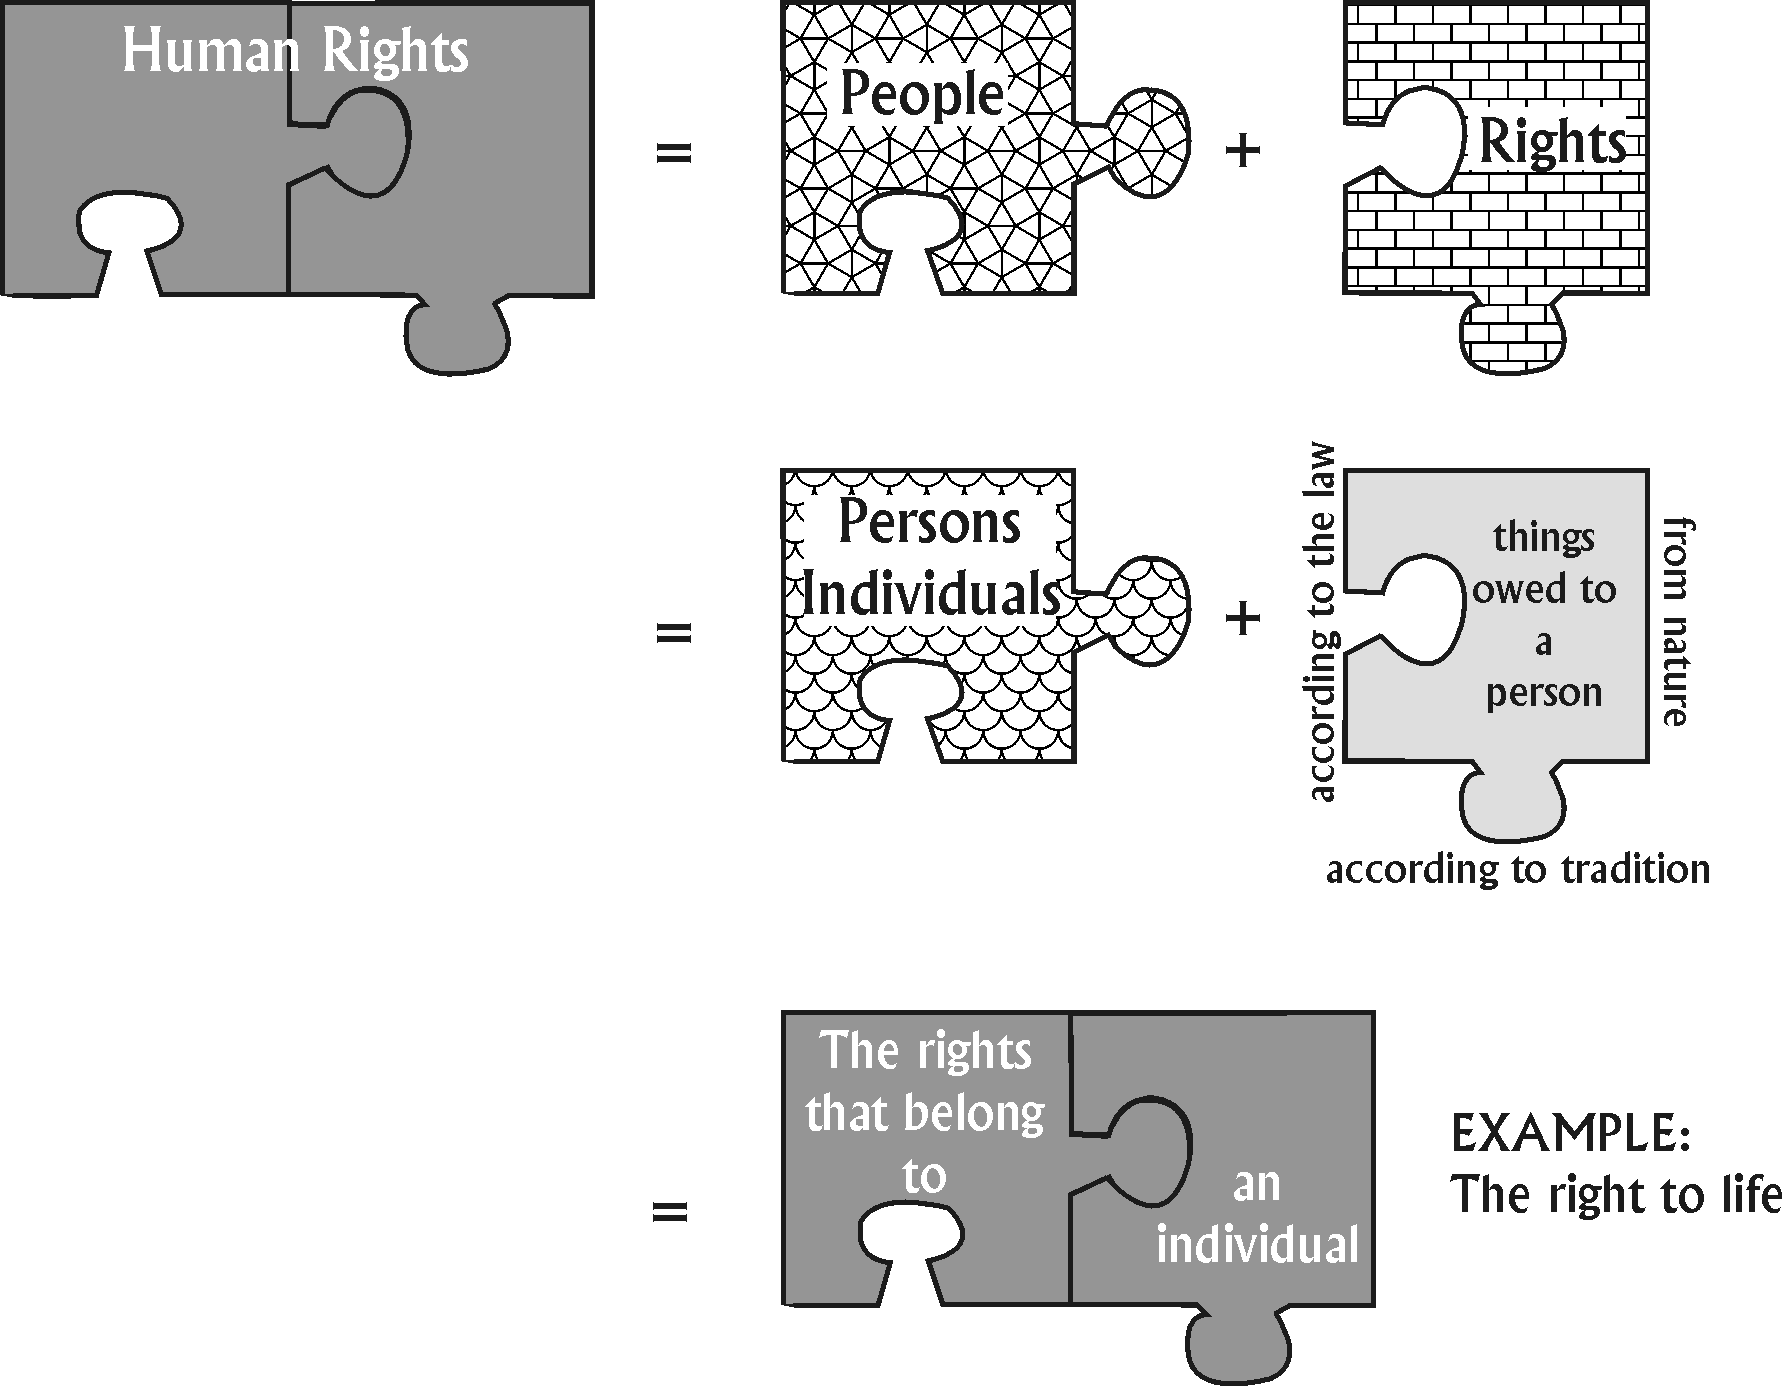 Human Rights
=
People
+
Rights
=
Persons
Individuals
+
according to the law
things
owed to
a
person
from nature
according to tradition
=
The rights
that belong
to
an
individual
EXAMPLE:
The right to life